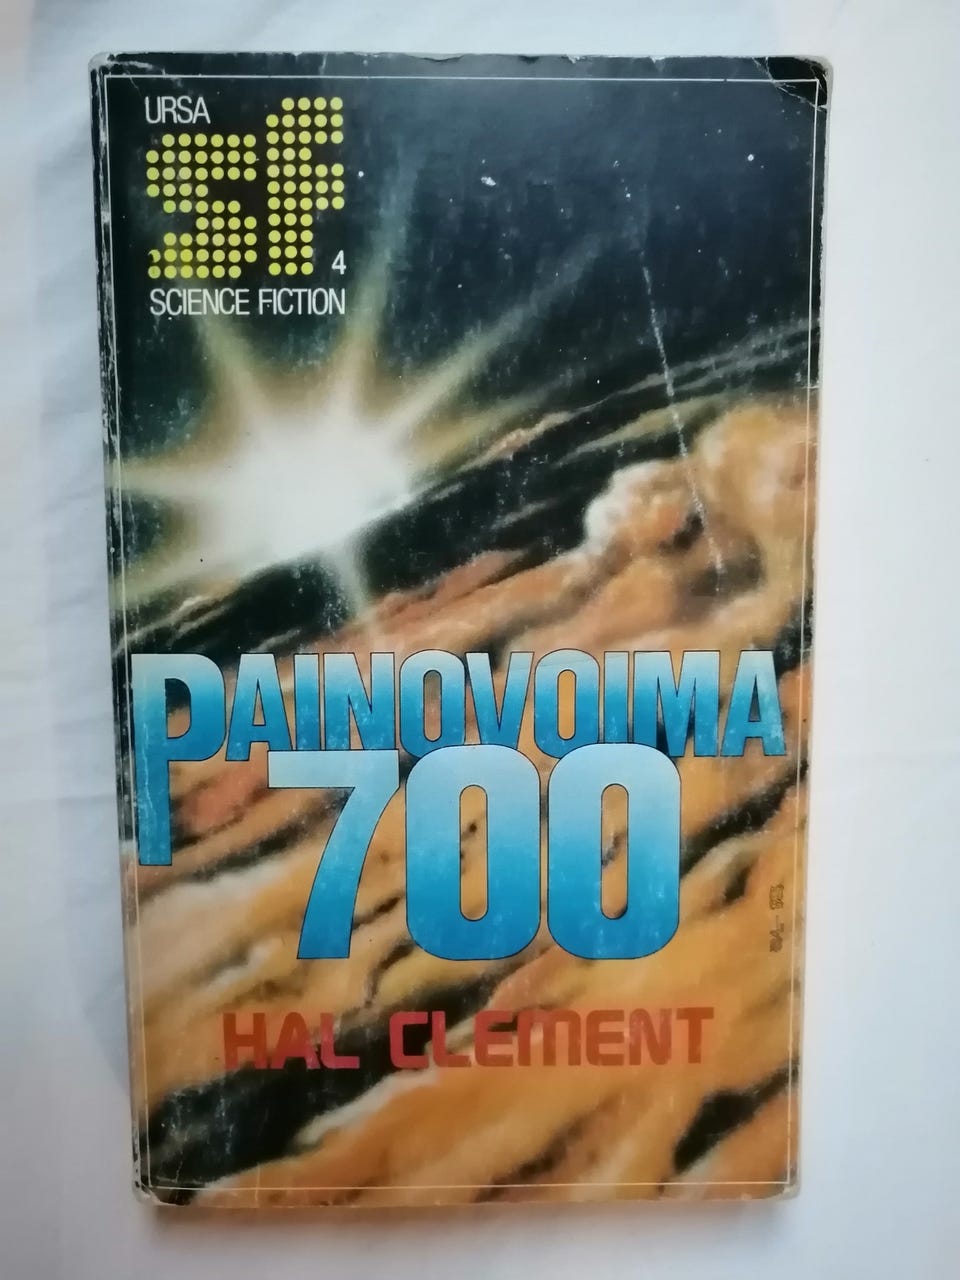 URSA
sf
4
SCIENCE FICTION
PAINOVOIMA
700
HAL CLEMENT